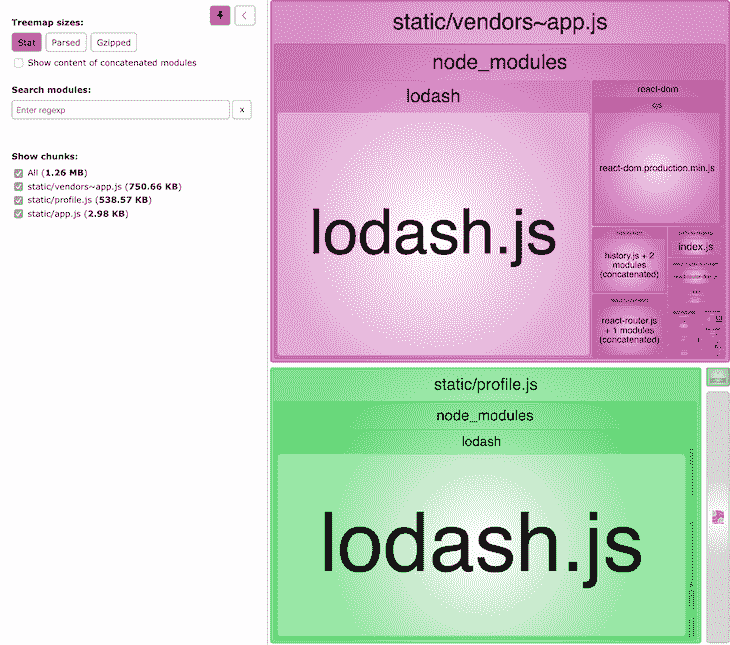 Treemap sizes:
Stat
Parsed
Gzipped
Show content of concatenated modules
Search modules:
Enter regexp
x
Show chunks:
All (1.26 MB)
static/vendors~app.js (750.66 KB)
static/profile.js (538.57 KB)
static/app.js (2.98 KB)
static/vendors~app.js
node_modules
lodash
lodash.js
react-dom
cjs
react-dom.production.min.js
history.js + 2
modules
(concatenated)
index.js
react-router.js
+ 1 modules
(concatenated)
static/profile.js
node_modules
lodash
lodash.js